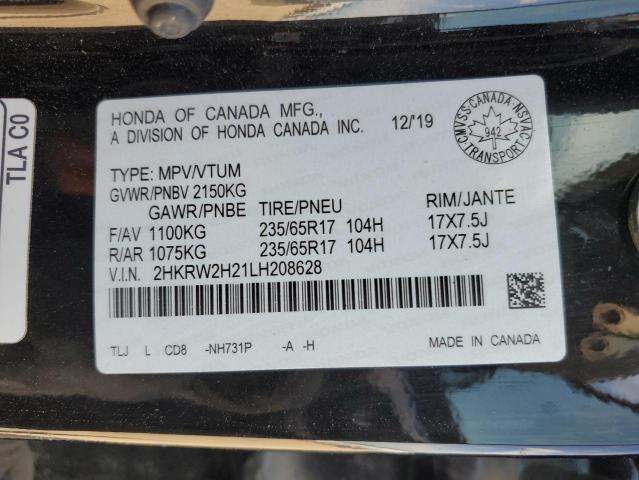 HONDA OF CANADA MFG.,
A DIVISION OF HONDA CANADA INC.
12/'19
CMVSS·CANADA·NSVAC
942
TRANSPORT
TYPE: MPV/VTUM
GVWR/PNBV 2150KG
GAWR/PNBE TIRE/PNEU RIM/JANTE
F/AV 1100KG 235/65R17 104H 17X7.5J
R/AR 1075KG 235/65R17 104H 17X7.5J
V.I.N. 2HKRW2H21LH208628
TLJ L CD8 -NH731P -A -H MADE IN CANADA
TLA C0